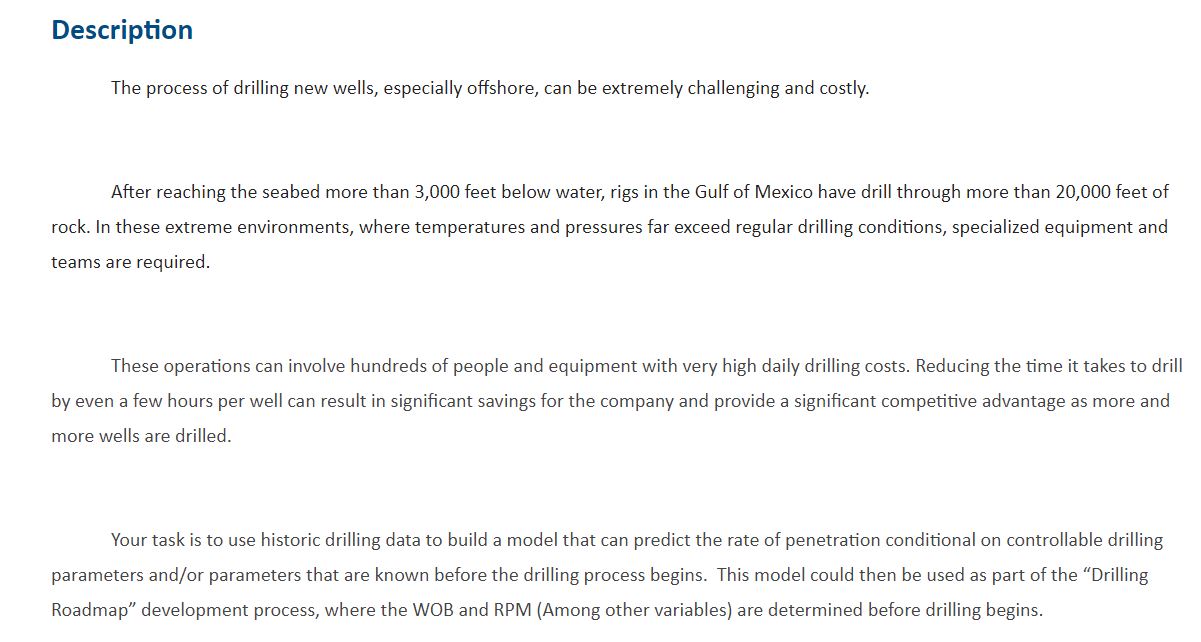 Description
The process of drilling new wells, especially offshore, can be extremely challenging and costly.
After reaching the seabed more than 3,000 feet below water, rigs in the Gulf of Mexico have drill through more than 20,000 feet of
rock. In these extreme environments, where temperatures and pressures far exceed regular drilling conditions, specialized equipment and
teams are required.
These operations can involve hundreds of people and equipment with very high daily drilling costs. Reducing the time it takes to drill
by even a few hours per well can result in significant savings for the company and provide a significant competitive advantage as more and
more wells are drilled.
Your task is to use historic drilling data to build a model that can predict the rate of penetration conditional on controllable drilling
parameters and/or parameters that are known before the drilling process begins.  This model could then be used as part of the “Drilling
Roadmap” development process, where the WOB and RPM (Among other variables) are determined before drilling begins.